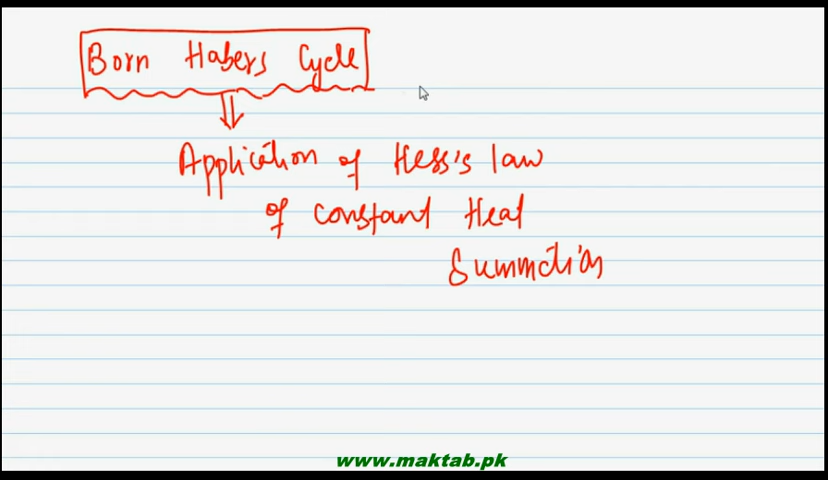 Born Habers Cycle
Application of Hess's law
of constant Heat
Summation
www.maktab.pk